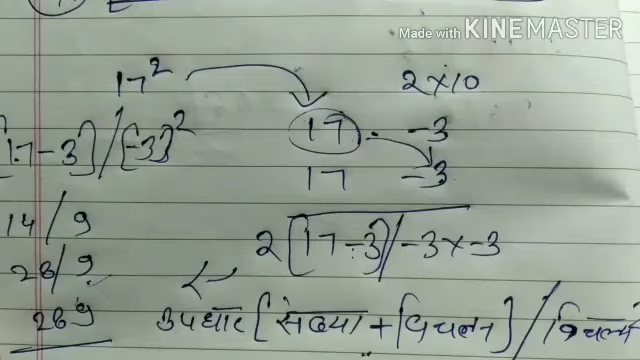 Made with KINEMASTER
17² 2×10
17 · -3
[17-3]/[-3]²
17 -3
14/9
2[17-3]/-3×-3
28/9
289
उपधार [संख्या + विचलन] / विचलन